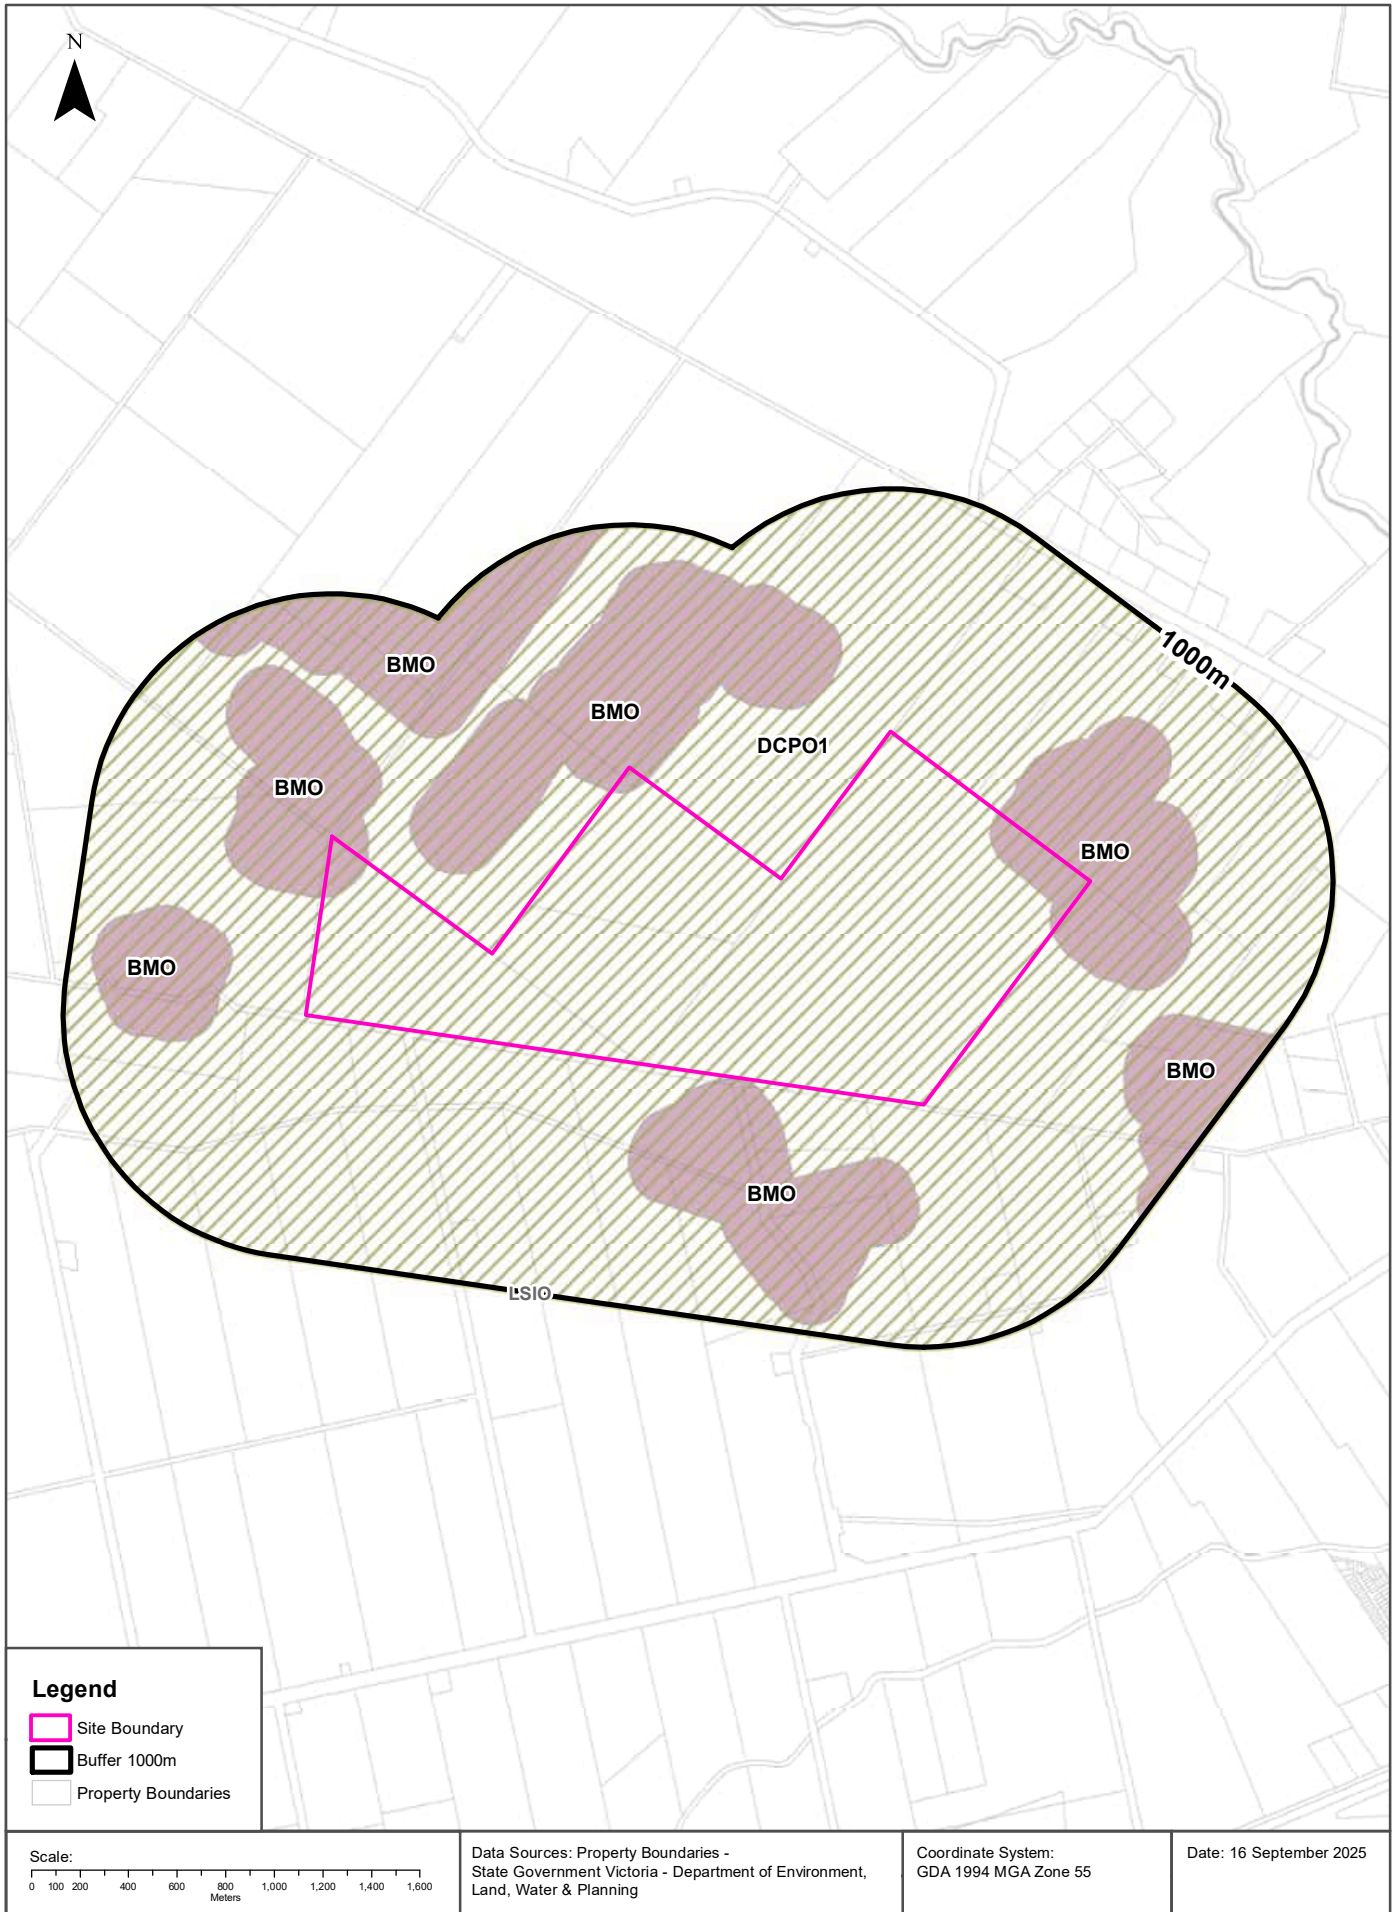 N
1000m
BMO
BMO
DCPO1
BMO
BMO
BMO
BMO
BMO
LSIO
Legend
Site Boundary
Buffer 1000m
Property Boundaries
Scale:
0 100 200 400 600 800 1,000 1,200 1,400 1,600
Meters
Data Sources: Property Boundaries -
State Government Victoria - Department of Environment,
Land, Water & Planning
Coordinate System:
GDA 1994 MGA Zone 55
Date: 16 September 2025